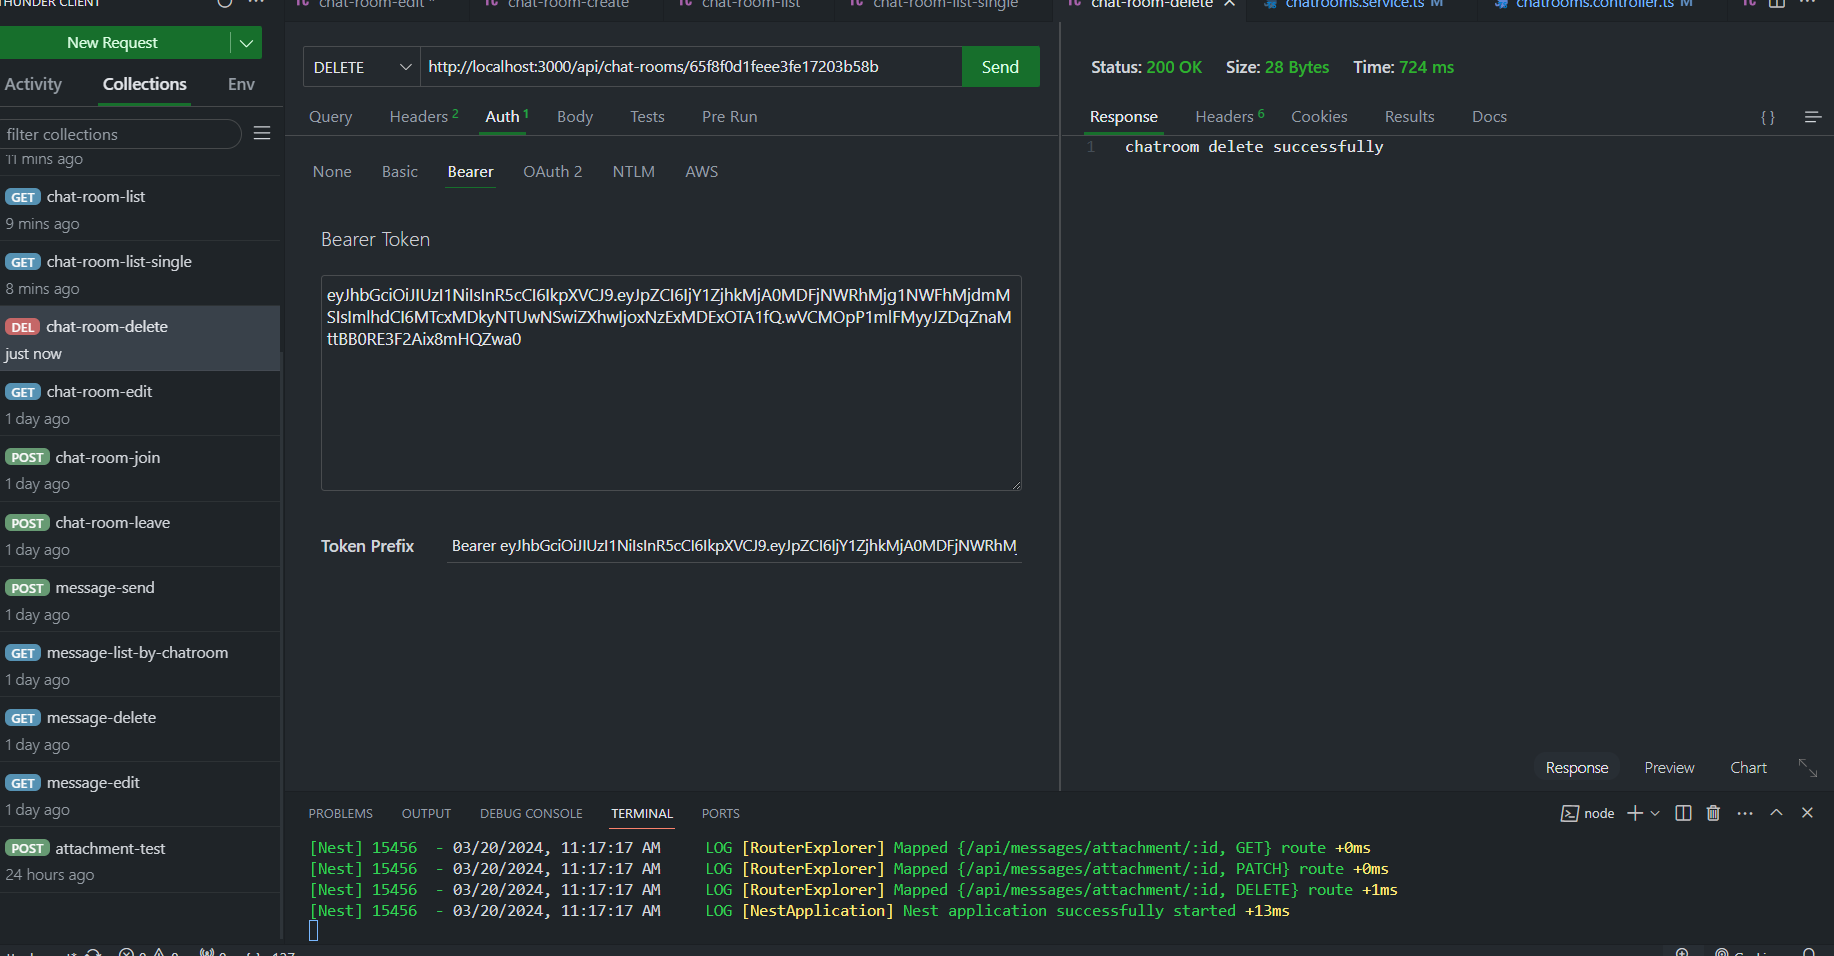 THUNDER CLIENT
New Request
Activity Collections Env
filter collections
11 mins ago
GET chat-room-list
9 mins ago
GET chat-room-list-single
8 mins ago
DEL chat-room-delete
just now
GET chat-room-edit
1 day ago
POST chat-room-join
1 day ago
POST chat-room-leave
1 day ago
POST message-send
1 day ago
GET message-list-by-chatroom
1 day ago
GET message-delete
1 day ago
GET message-edit
1 day ago
POST attachment-test
24 hours ago
TC chat-room-edit TC chat-room-create TC chat-room-list TC chat-room-list-single TC chat-room-delete chatrooms.service.ts M chatrooms.controller.ts M TC
DELETE http://localhost:3000/api/chat-rooms/65f8f0d1feee3fe17203b58b Send
Query Headers 2 Auth 1 Body Tests Pre Run
None Basic Bearer OAuth 2 NTLM AWS
Bearer Token
eyJhbGciOiJIUzI1NiIsInR5cCI6IkpXVCJ9.eyJpZCI6IjY1ZjhkMjA0MDFjNWRhMjg1NWFhMjdmM
SIsImlhdCI6MTcxMDkyNTUwNSwiZXhwIjoxNzExMDExOTA1fQ.wVCMOpP1mlFMyyJZDqZnaM
ttBB0RE3F2Aix8mHQZwa0
Token Prefix Bearer eyJhbGciOiJIUzI1NiIsInR5cCI6IkpXVCJ9.eyJpZCI6IjY1ZjhkMjA0MDFjNWRhM
Status: 200 OK Size: 28 Bytes Time: 724 ms
Response Headers 6 Cookies Results Docs { }
1 chatroom delete successfully
Response Preview Chart
PROBLEMS OUTPUT DEBUG CONSOLE TERMINAL PORTS node
[Nest] 15456 - 03/20/2024, 11:17:17 AM LOG [RouterExplorer] Mapped {/api/messages/attachment/:id, GET} route +0ms
[Nest] 15456 - 03/20/2024, 11:17:17 AM LOG [RouterExplorer] Mapped {/api/messages/attachment/:id, PATCH} route +0ms
[Nest] 15456 - 03/20/2024, 11:17:17 AM LOG [RouterExplorer] Mapped {/api/messages/attachment/:id, DELETE} route +1ms
[Nest] 15456 - 03/20/2024, 11:17:17 AM LOG [NestApplication] Nest application successfully started +13ms